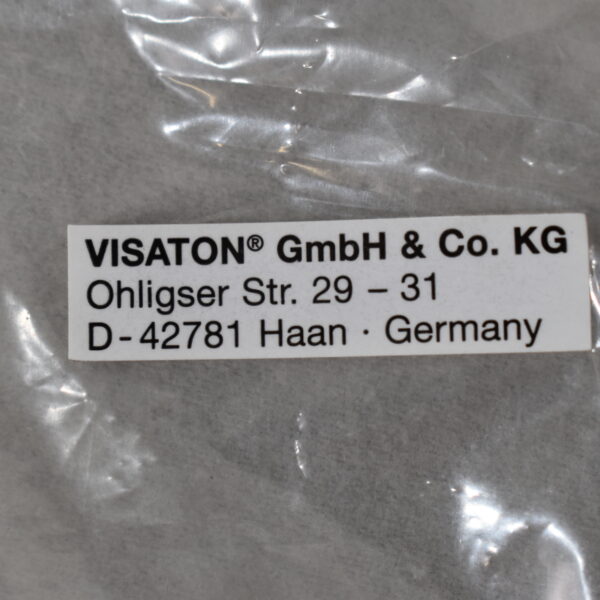 VISATON® GmbH & Co. KG
Ohligser Str. 29 – 31
D-42781 Haan · Germany